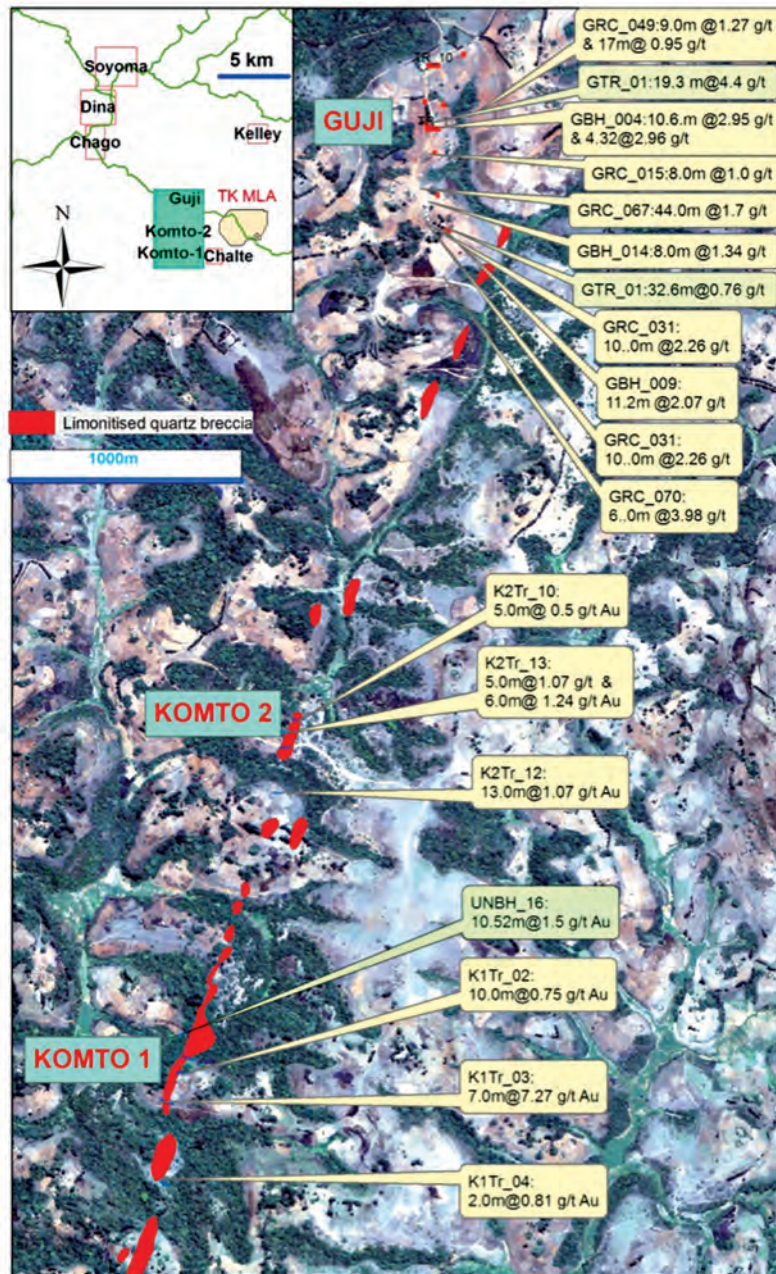 Soyoma
5 km
Dina
Chago
Kelley
Guji
TK MLA
Komto-2
Komto-1
Chalte
N
GUJI
GRC_049:9.0m @1.27 g/t
& 17m@ 0.95 g/t
GTR_01:19.3 m@4.4 g/t
GBH_004:10.6.m @2.95 g/t
& 4.32@2.96 g/t
GRC_015:8.0m @1.0 g/t
GRC_067:44.0m @1.7 g/t
GBH_014:8.0m @1.34 g/t
GTR_01:32.6m@0.76 g/t
GRC_031:
10..0m @2.26 g/t
GBH_009:
11.2m @2.07 g/t
GRC_031:
10..0m @2.26 g/t
GRC_070:
6..0m @3.98 g/t
Limonitised quartz breccia
1000m
K2Tr_10:
5.0m@ 0.5 g/t Au
K2Tr_13:
5.0m@1.07 g/t &
6.0m@ 1.24 g/t Au
KOMTO 2
K2Tr_12:
13.0m@1.07 g/t Au
UNBH_16:
10.52m@1.5 g/t Au
K1Tr_02:
10.0m@0.75 g/t Au
KOMTO 1
K1Tr_03:
7.0m@7.27 g/t Au
K1Tr_04:
2.0m@0.81 g/t Au